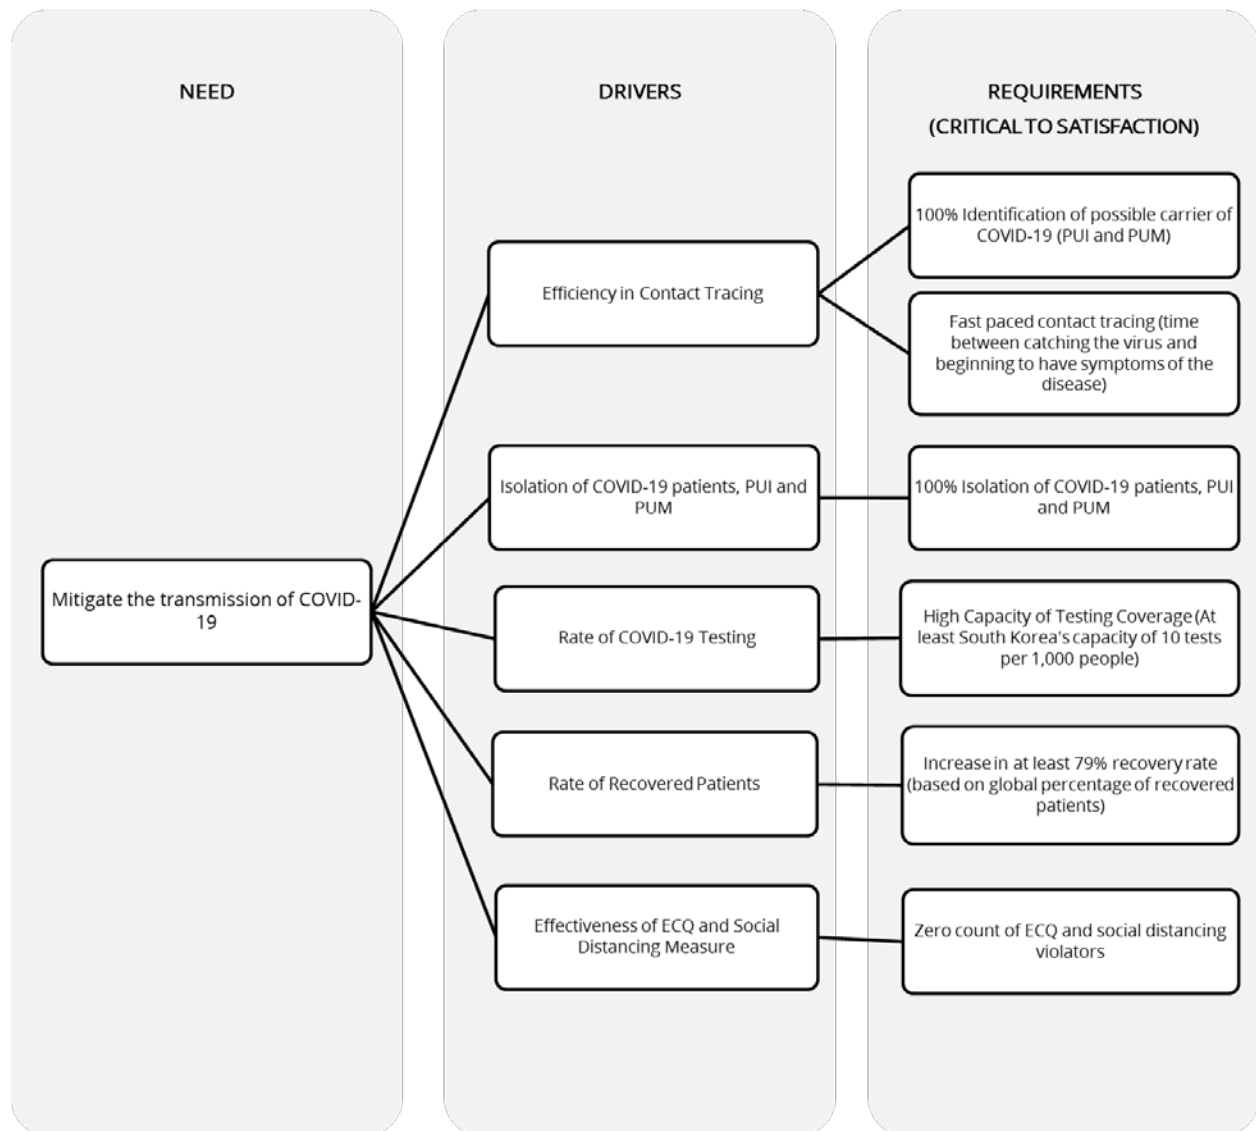 NEED
DRIVERS
REQUIREMENTS
(CRITICAL TO SATISFACTION)
Mitigate the transmission of COVID-
19
Efficiency in Contact Tracing
100% Identification of possible carrier of
COVID-19 (PUI and PUM)
Fast paced contact tracing (time
between catching the virus and
beginning to have symptoms of the
disease)
Isolation of COVID-19 patients, PUI and
PUM
100% Isolation of COVID-19 patients, PUI
and PUM
Rate of COVID-19 Testing
High Capacity of Testing Coverage (At
least South Korea's capacity of 10 tests
per 1,000 people)
Rate of Recovered Patients
Increase in at least 79% recovery rate
(based on global percentage of recovered
patients)
Effectiveness of ECQ and Social
Distancing Measure
Zero count of ECQ and social distancing
violators